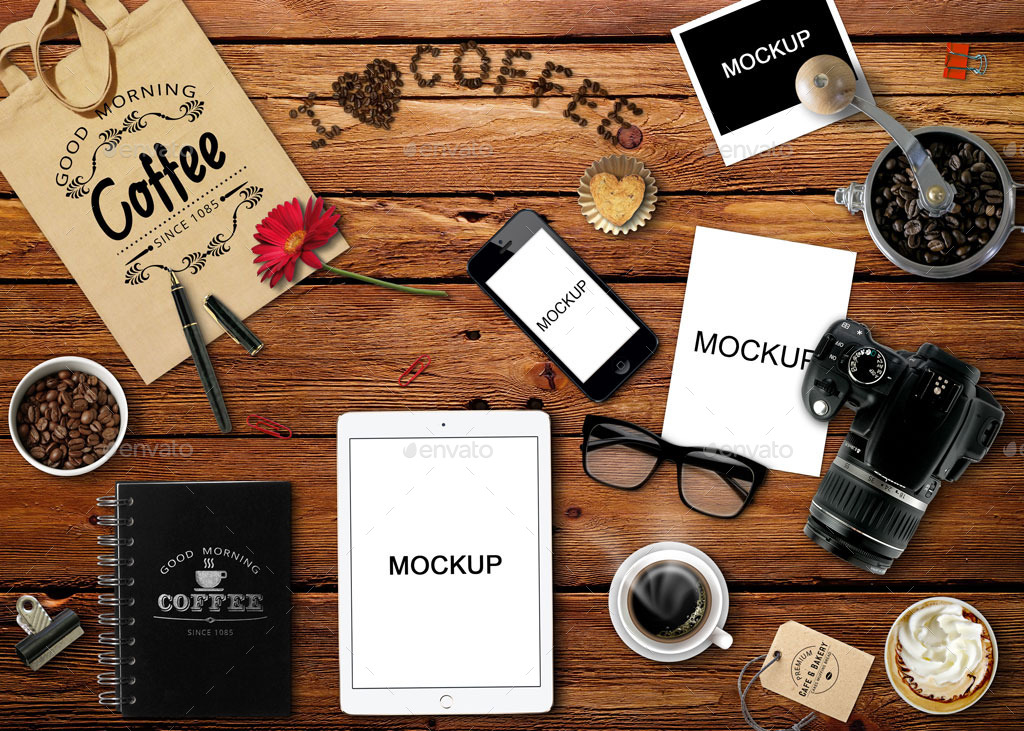 GOOD MORNING
Coffee
SINCE 1085
I COFFEE
MOCKUP
MOCKUP
MOCKUP
MOCKUP
GOOD MORNING
COFFEE
SINCE 1085
PREMIUM
CAFE & BAKERY
envato
envato
envato
envato
envato